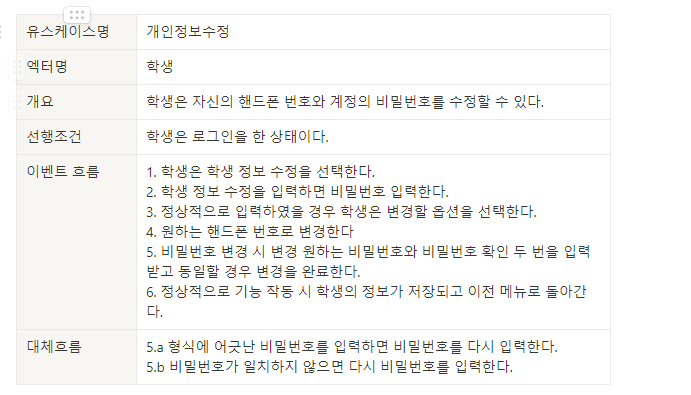 유스케이스명 개인정보수정
엑터명 학생
개요 학생은 자신의 핸드폰 번호와 계정의 비밀번호를 수정할 수 있다.
선행조건 학생은 로그인을 한 상태이다.
이벤트 흐름 1. 학생은 학생 정보 수정을 선택한다.
2. 학생 정보 수정을 입력하면 비밀번호 입력한다.
3. 정상적으로 입력하였을 경우 학생은 변경할 옵션을 선택한다.
4. 원하는 핸드폰 번호로 변경한다
5. 비밀번호 변경 시 변경 원하는 비밀번호와 비밀번호 확인 두 번을 입력
받고 동일할 경우 변경을 완료한다.
6. 정상적으로 기능 작동 시 학생의 정보가 저장되고 이전 메뉴로 돌아간
다.
대체흐름 5.a 형식에 어긋난 비밀번호를 입력하면 비밀번호를 다시 입력한다.
5.b 비밀번호가 일치하지 않으면 다시 비밀번호를 입력한다.